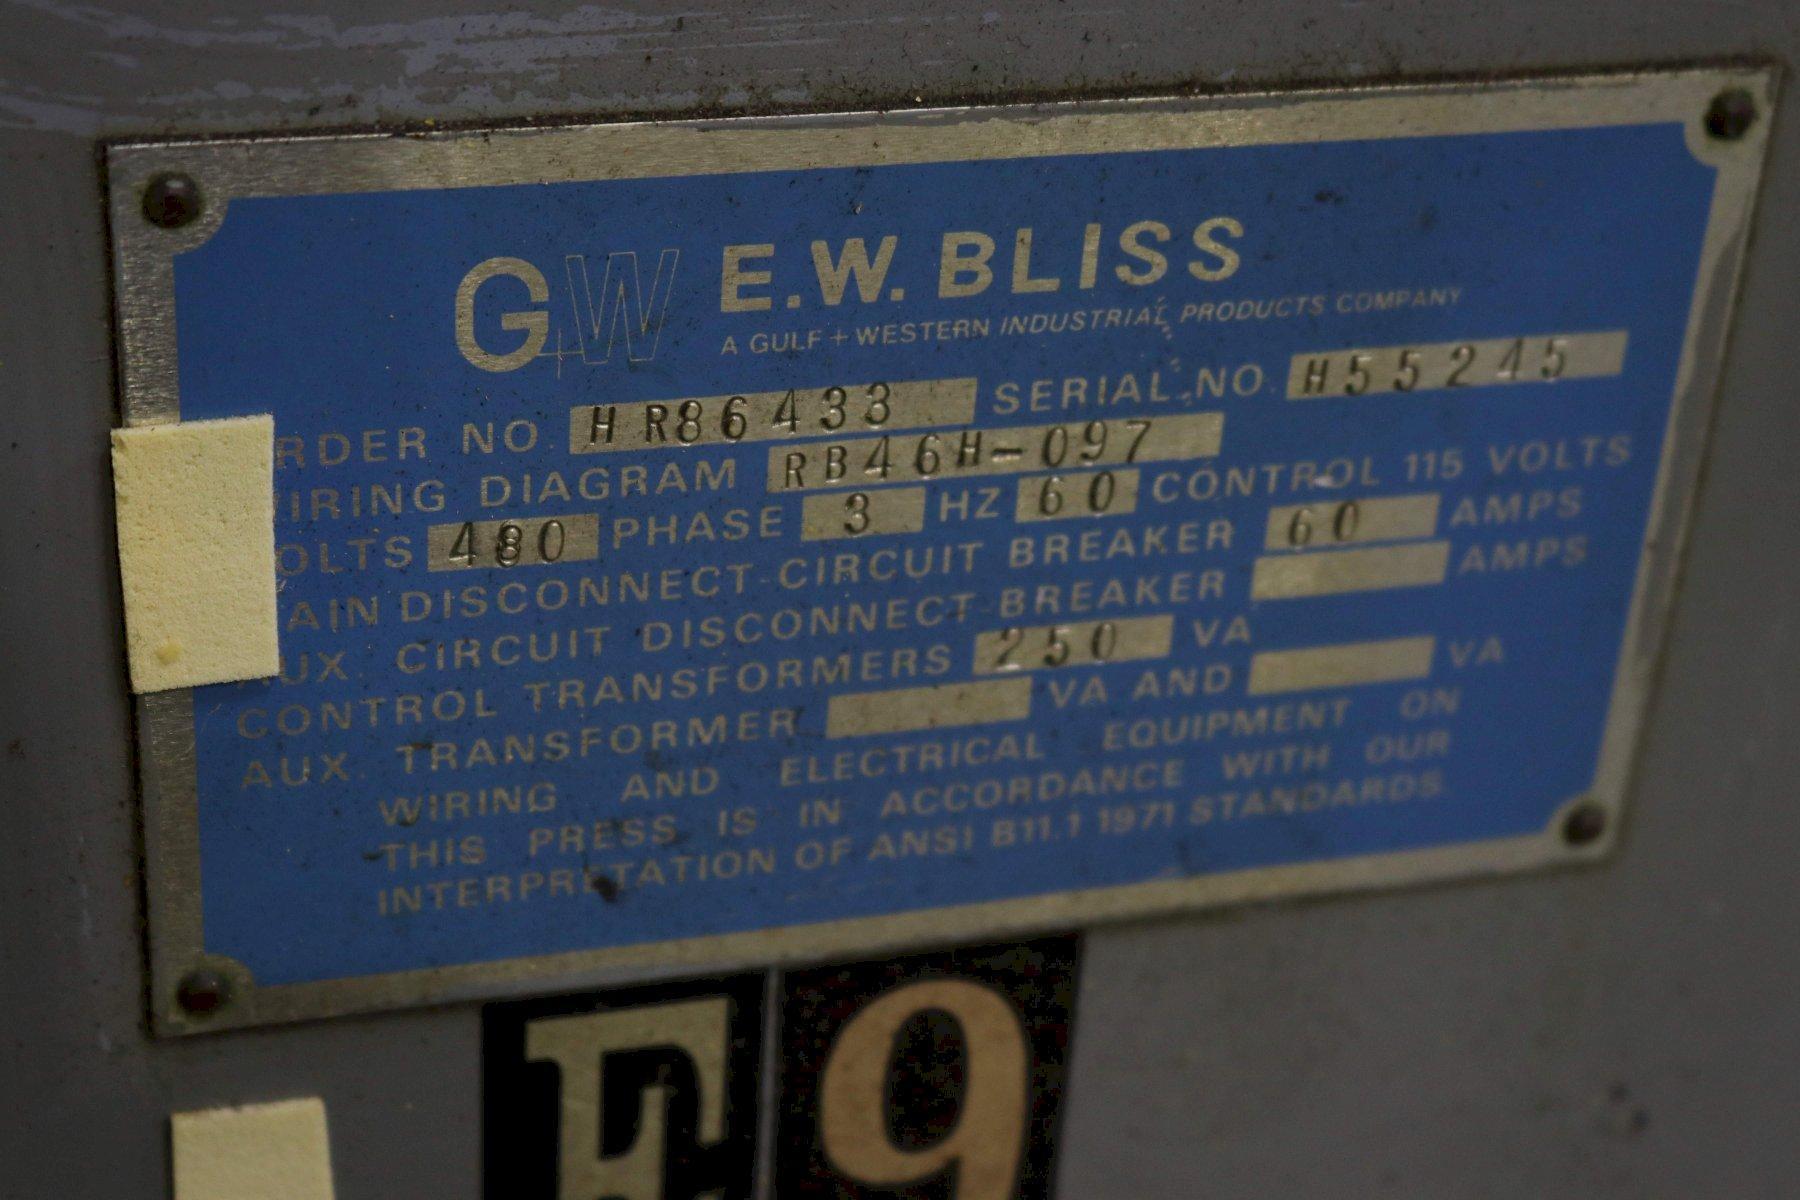 G+W E.W. BLISS
A GULF + WESTERN INDUSTRIAL PRODUCTS COMPANY
RDER NO. HR86433 SERIAL NO. H55245
IRING DIAGRAM RB46H-097
OLTS 480 PHASE 3 HZ 60 CONTROL 115 VOLTS
AIN DISCONNECT-CIRCUIT BREAKER 60 AMPS
UX. CIRCUIT DISCONNECT-BREAKER AMPS
CONTROL TRANSFORMERS 250 VA
AUX. TRANSFORMER VA AND VA
WIRING AND ELECTRICAL EQUIPMENT ON
THIS PRESS IS IN ACCORDANCE WITH OUR
INTERPRETATION OF ANSI B11.1 1971 STANDARDS.
E9